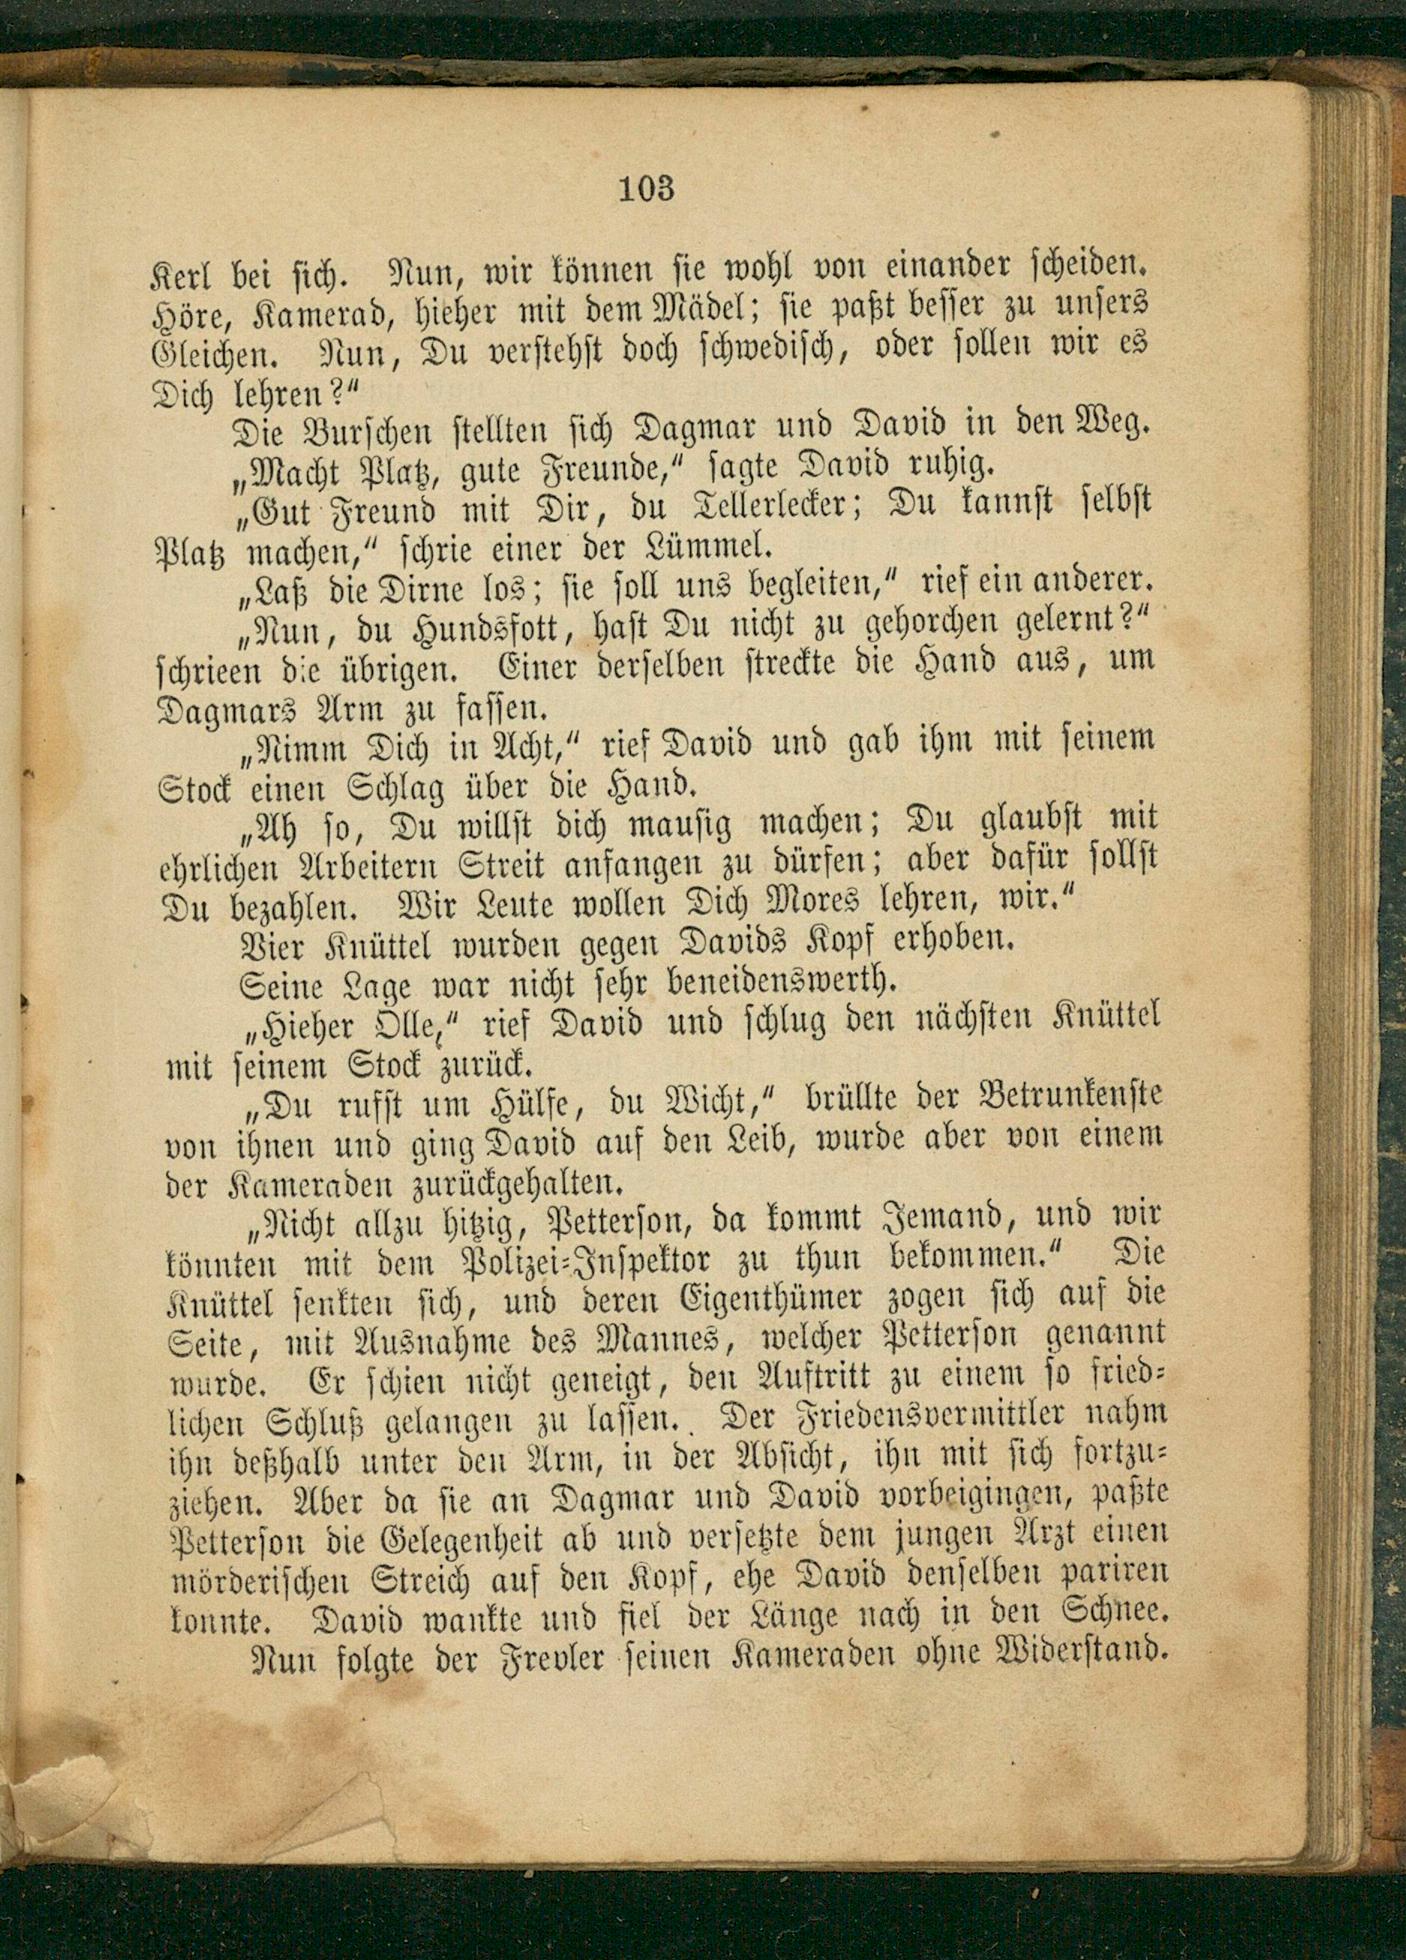 103
Kerl bei sich. Nun, wir können sie wohl von einander scheiden.
Höre, Kamerad, hieher mit dem Mädel; sie paßt besser zu unsers
Gleichen. Nun, Du verstehst doch schwedisch, oder sollen wir es
Dich lehren?“
Die Burschen stellten sich Dagmar und David in den Weg.
„Macht Platz, gute Freunde,“ sagte David ruhig.
„Gut Freund mit Dir, du Tellerlecker; Du kannst selbst
Platz machen,“ schrie einer der Lümmel.
„Laß die Dirne los; sie soll uns begleiten,“ rief ein anderer.
„Nun, du Hundsfott, hast Du nicht zu gehorchen gelernt?“
schrieen die übrigen. Einer derselben streckte die Hand aus, um
Dagmars Arm zu fassen.
„Nimm Dich in Acht,“ rief David und gab ihm mit seinem
Stock einen Schlag über die Hand.
„Ah so, Du willst dich mausig machen; Du glaubst mit
ehrlichen Arbeitern Streit anfangen zu dürfen; aber dafür sollst
Du bezahlen. Wir Leute wollen Dich Mores lehren, wir.“
Vier Knüttel wurden gegen Davids Kopf erhoben.
Seine Lage war nicht sehr beneidenswerth.
„Hieher Olle,“ rief David und schlug den nächsten Knüttel
mit seinem Stock zurück.
„Du rufst um Hülfe, du Wicht,“ brüllte der Betrunkenste
von ihnen und ging David auf den Leib, wurde aber von einem
der Kameraden zurückgehalten.
„Nicht allzu hitzig, Petterson, da kommt Jemand, und wir
könnten mit dem Polizei-Inspektor zu thun bekommen.“ Die
Knüttel senkten sich, und deren Eigenthümer zogen sich auf die
Seite, mit Ausnahme des Mannes, welcher Petterson genannt
wurde. Er schien nicht geneigt, den Auftritt zu einem so fried-
lichen Schluß gelangen zu lassen. Der Friedensvermittler nahm
ihn deßhalb unter den Arm, in der Absicht, ihn mit sich fortzu-
ziehen. Aber da sie an Dagmar und David vorbeigingen, paßte
Petterson die Gelegenheit ab und versetzte dem jungen Arzt einen
mörderischen Streich auf den Kopf, ehe David denselben pariren
konnte. David wankte und fiel der Länge nach in den Schnee.
Nun folgte der Frevler seinen Kameraden ohne Widerstand.